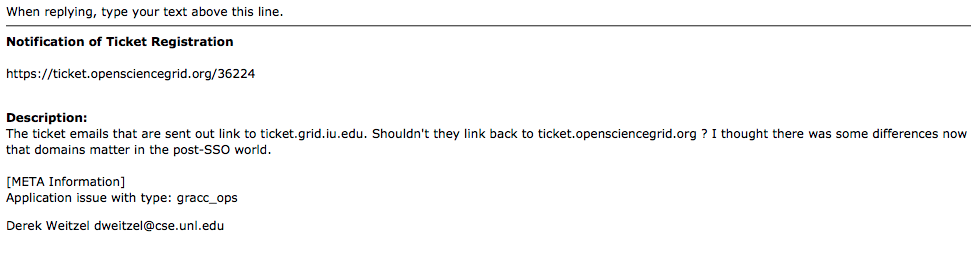 When replying, type your text above this line.
Notification of Ticket Registration
https://ticket.opensciencegrid.org/36224
Description:
The ticket emails that are sent out link to ticket.grid.iu.edu. Shouldn't they link back to ticket.opensciencegrid.org ? I thought there was some differences now
that domains matter in the post-SSO world.
[META Information]
Application issue with type: gracc_ops
Derek Weitzel dweitzel@cse.unl.edu